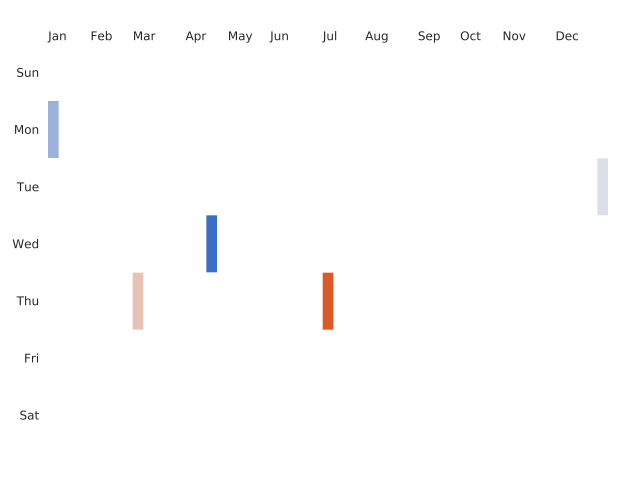 Jan Feb Mar Apr May Jun Jul Aug Sep Oct Nov Dec
Sun
Mon
Tue
Wed
Thu
Fri
Sat